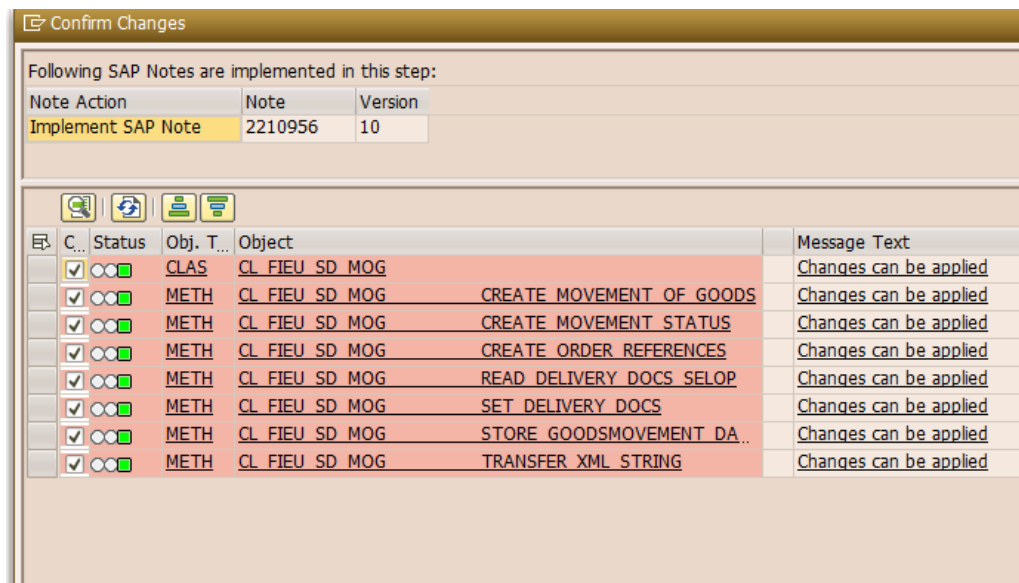 Confirm Changes
Following SAP Notes are implemented in this step:
Note Action Note Version
Implement SAP Note 2210956 10
C... Status Obj. T... Object Message Text
CLAS CL_FIEU_SD_MOG Changes can be applied
METH CL_FIEU_SD_MOG CREATE_MOVEMENT_OF_GOODS Changes can be applied
METH CL_FIEU_SD_MOG CREATE_MOVEMENT_STATUS Changes can be applied
METH CL_FIEU_SD_MOG CREATE_ORDER_REFERENCES Changes can be applied
METH CL_FIEU_SD_MOG READ_DELIVERY_DOCS_SELOP Changes can be applied
METH CL_FIEU_SD_MOG SET_DELIVERY_DOCS Changes can be applied
METH CL_FIEU_SD_MOG STORE_GOODSMOVEMENT_DA... Changes can be applied
METH CL_FIEU_SD_MOG TRANSFER_XML_STRING Changes can be applied